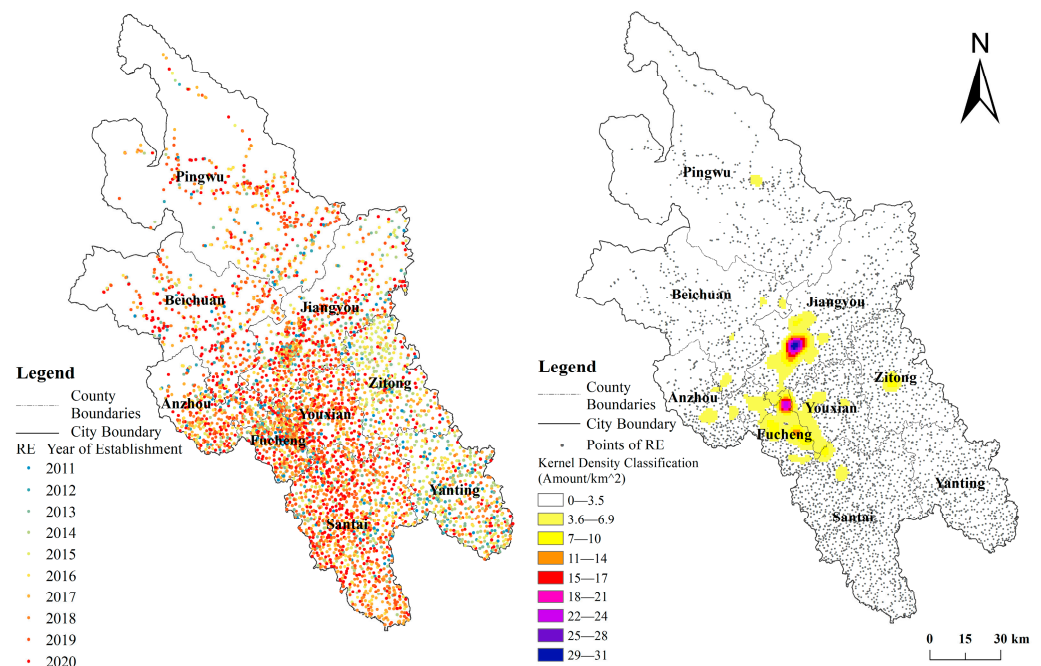 N
Pingwu
Beichuan
Jiangyou
Zitong
Anzhou
Youxian
Fucheng
Yanting
Santai
Legend
County
Boundaries
City Boundary
RE Year of Establishment
2011
2012
2013
2014
2015
2016
2017
2018
2019
2020
Pingwu
Beichuan
Jiangyou
Zitong
Anzhou
Youxian
Fucheng
Yanting
Santai
Legend
County
Boundaries
City Boundary
Points of RE
Kernel Density Classification
(Amount/km^2)
0—3.5
3.6—6.9
7—10
11—14
15—17
18—21
22—24
25—28
29—31
0 15 30 km